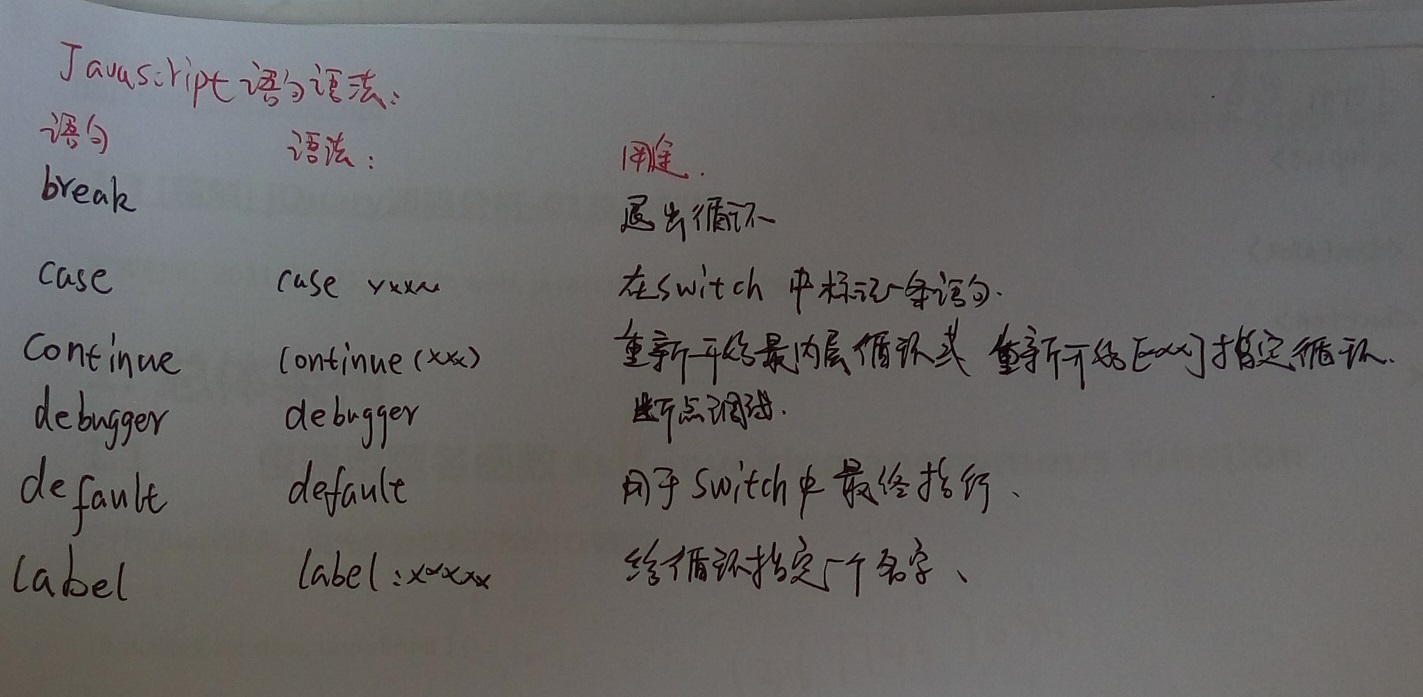 Javascript语句语法:
语句 语法: 用途.
break 退出循环
case case xxxx 在switch中标记一条语句.
continue continue(xxx) 重新开始最内层循环或 重新开始[xxx]指定循环.
debugger debugger 断点调试.
default default 用于switch中最终执行、
label label:xxxxx 给循环指定一个名字、